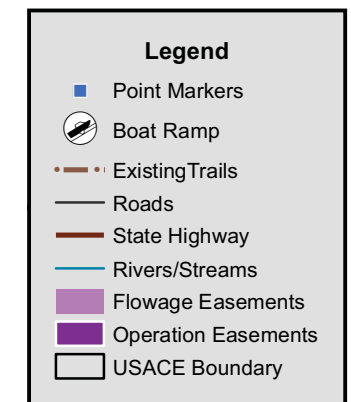 Legend
Point Markers
Boat Ramp
ExistingTrails
Roads
State Highway
Rivers/Streams
Flowage Easements
Operation Easements
USACE Boundary